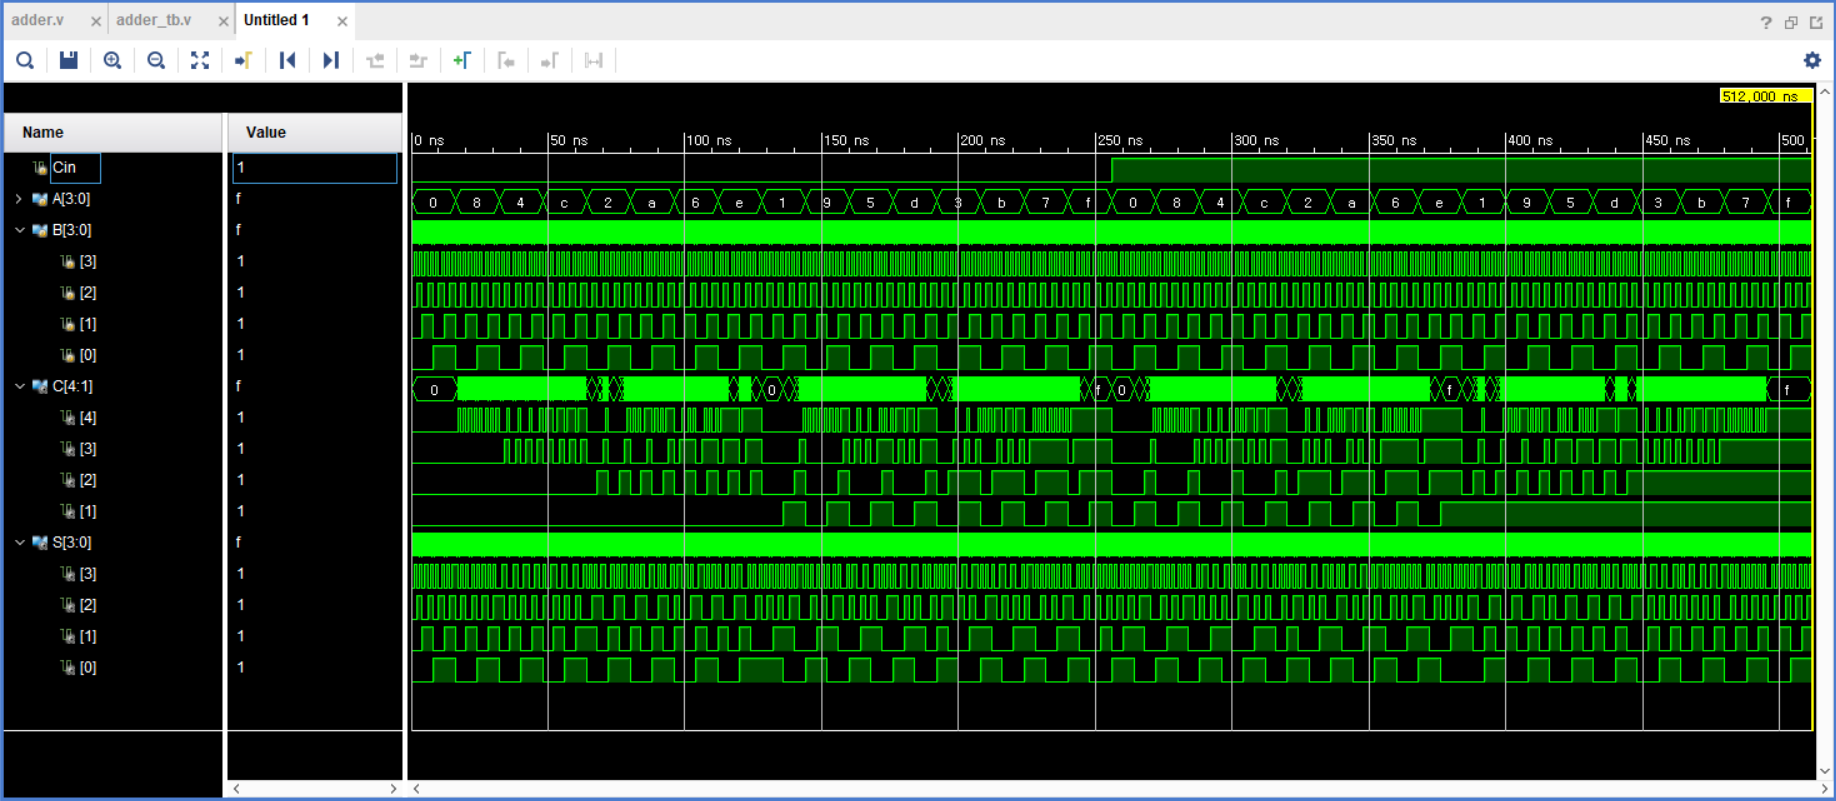 adder.v × adder_tb.v × Untitled 1 ×
?
512,000 ns
Name Value
0 ns 50 ns 100 ns 150 ns 200 ns 250 ns 300 ns 350 ns 400 ns 450 ns 500
Cin 1
A[3:0] f 0 8 4 c 2 a 6 e 1 9 5 d 3 b 7 f 0 8 4 c 2 a 6 e 1 9 5 d 3 b 7 f
B[3:0] f
[3] 1
[2] 1
[1] 1
[0] 1
C[4:1] f 0 0 f 0 f f
[4] 1
[3] 1
[2] 1
[1] 1
S[3:0] f
[3] 1
[2] 1
[1] 1
[0] 1